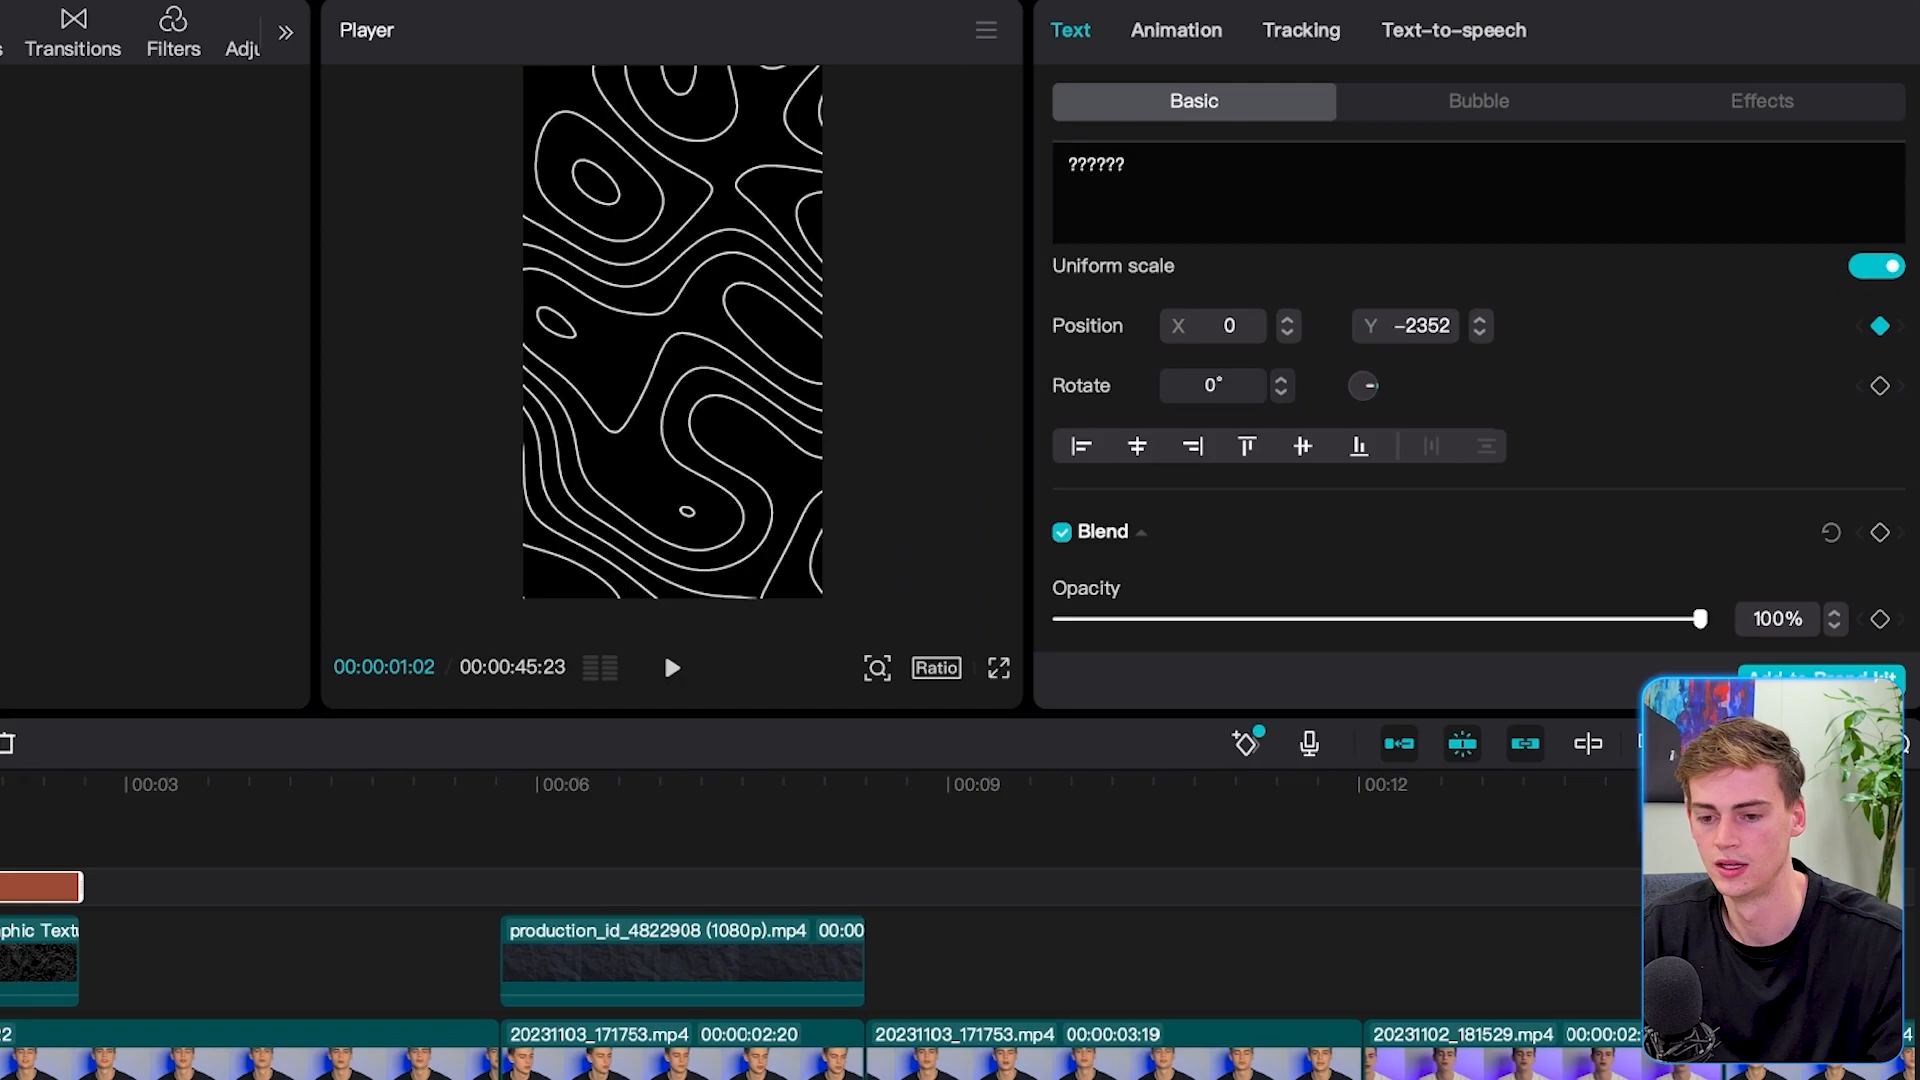 Transitions
Filters
Player
Text
Animation
Tracking
Text-to-speech
Basic
Bubble
Effects
??????
Uniform scale
Position
X 0
Y -2352
Rotate
0°
Blend
Opacity
100%
00:00:01:02 / 00:00:45:23
Ratio
00:03
00:06
00:09
00:12
production_id_4822908 (1080p).mp4 00:00
20231103_171753.mp4 00:00:02:20
20231103_171753.mp4 00:00:03:19
20231102_181529.mp4 00:00:02: